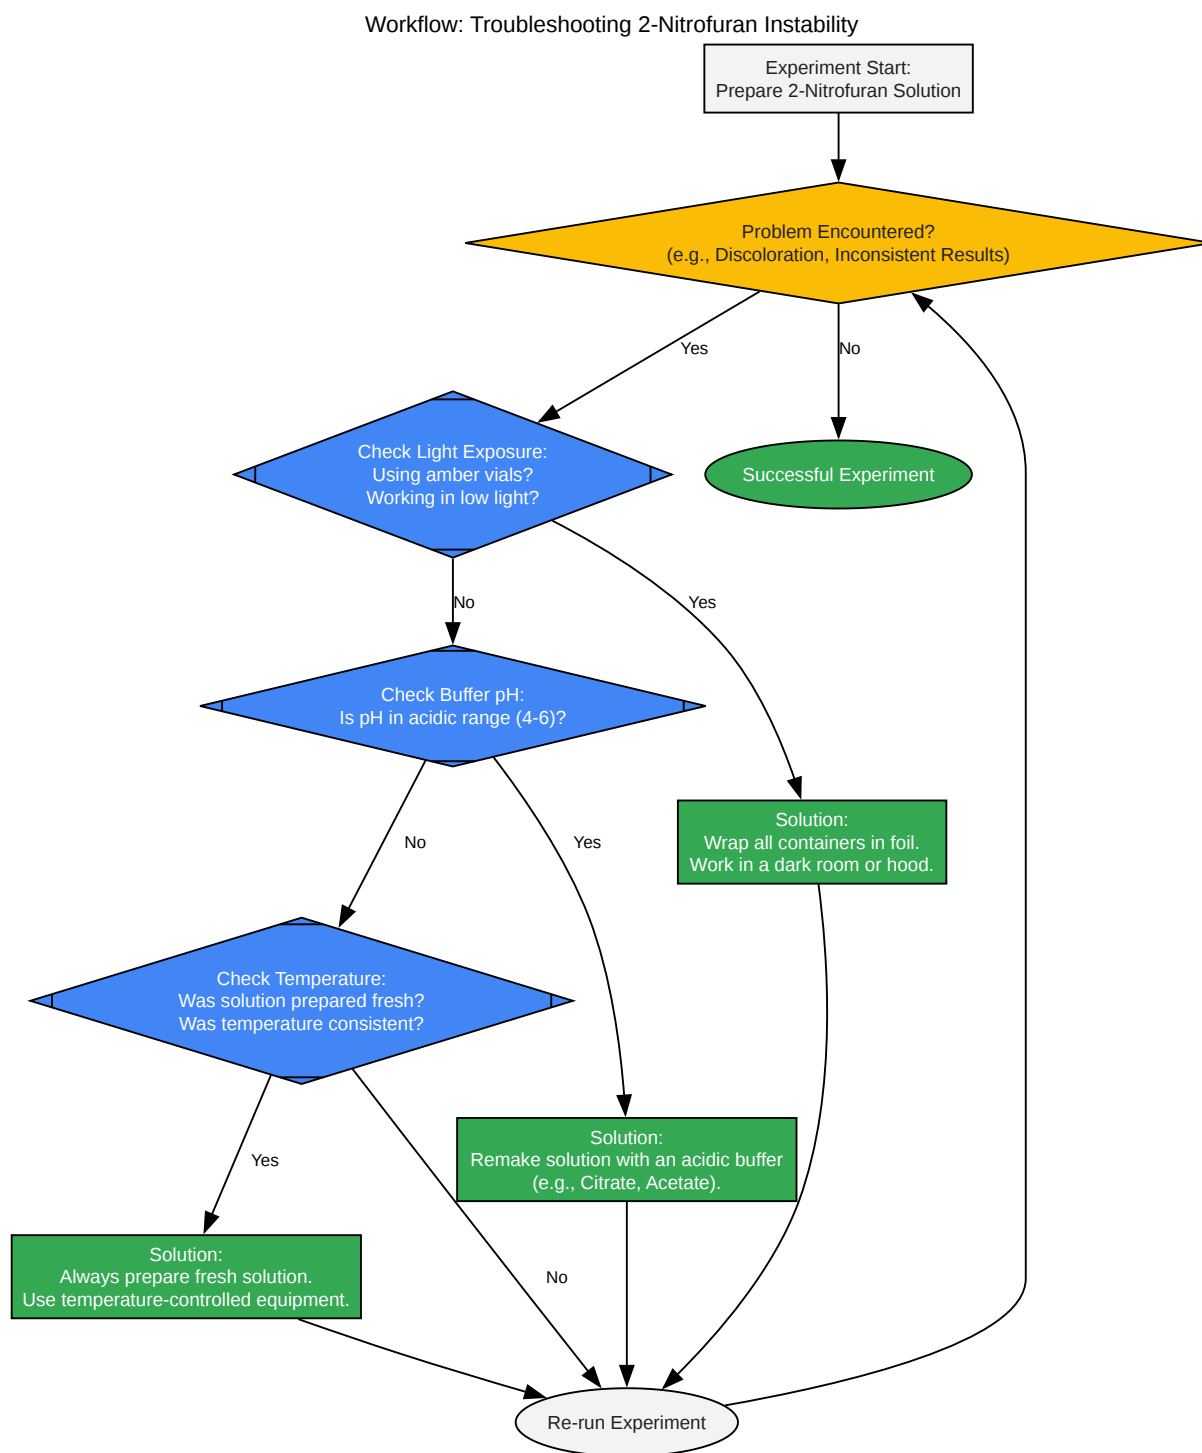 Workflow: Troubleshooting 2-Nitrofuran Instability
Experiment Start:
Prepare 2-Nitrofuran Solution
Problem Encountered?
(e.g., Discoloration, Inconsistent Results)
Yes
No
Check Light Exposure:
Using amber vials?
Working in low light?
Successful Experiment
No
Yes
Check Buffer pH:
Is pH in acidic range (4-6)?
No
Yes
Solution:
Wrap all containers in foil.
Work in a dark room or hood.
Check Temperature:
Was solution prepared fresh?
Was temperature consistent?
Yes
Solution:
Remake solution with an acidic buffer
(e.g., Citrate, Acetate).
Solution:
Always prepare fresh solution.
Use temperature-controlled equipment.
No
Re-run Experiment